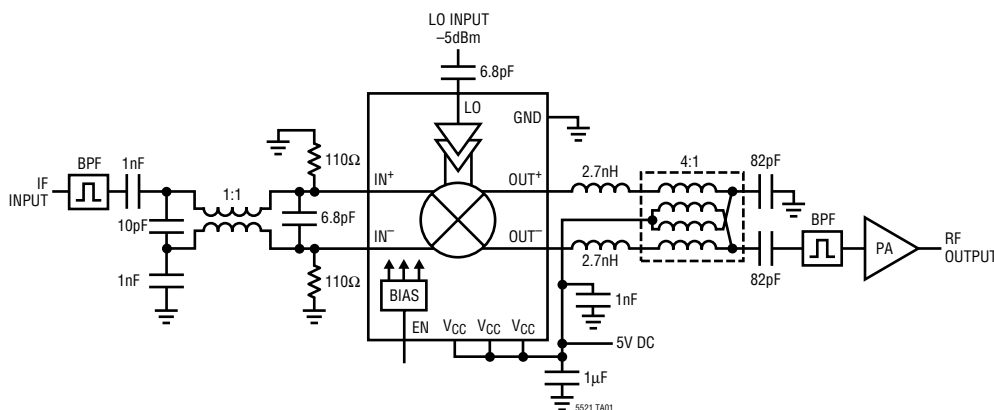 LO INPUT
–5dBm
6.8pF
LO
GND
110Ω
BPF
1nF
IF
INPUT
10pF
1:1
6.8pF
1nF
110Ω
IN+
IN–
OUT+
OUT–
2.7nH
2.7nH
4:1
82pF
82pF
BPF
PA
RF
OUTPUT
BIAS
EN
VCC
VCC
VCC
1nF
5V DC
1µF
5521 TA01